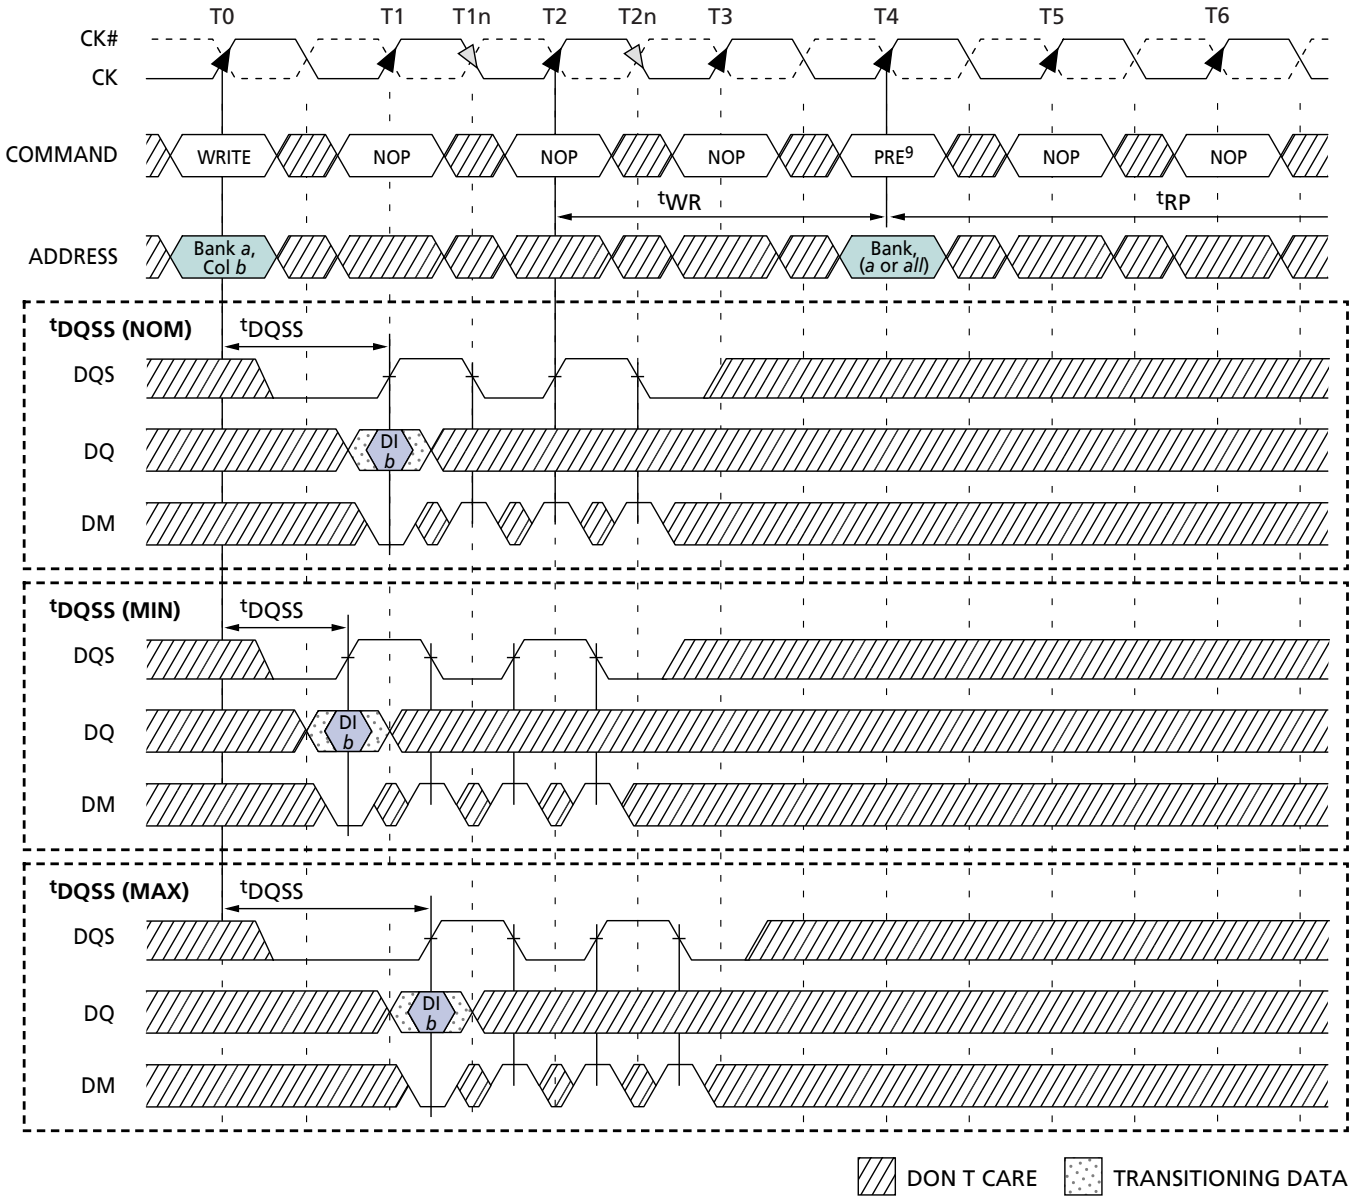 T0 T1 T1n T2 T2n T3 T4 T5 T6
CK#
CK
COMMAND WRITE NOP NOP NOP PRE9 NOP NOP
tWR tRP
ADDRESS Bank a, Col b Bank, (a or all)
tDQSS (NOM) tDQSS
DQS
DQ DI b
DM
tDQSS (MIN) tDQSS
DQS
DQ DI b
DM
tDQSS (MAX) tDQSS
DQS
DQ DI b
DM
DON T CARE TRANSITIONING DATA